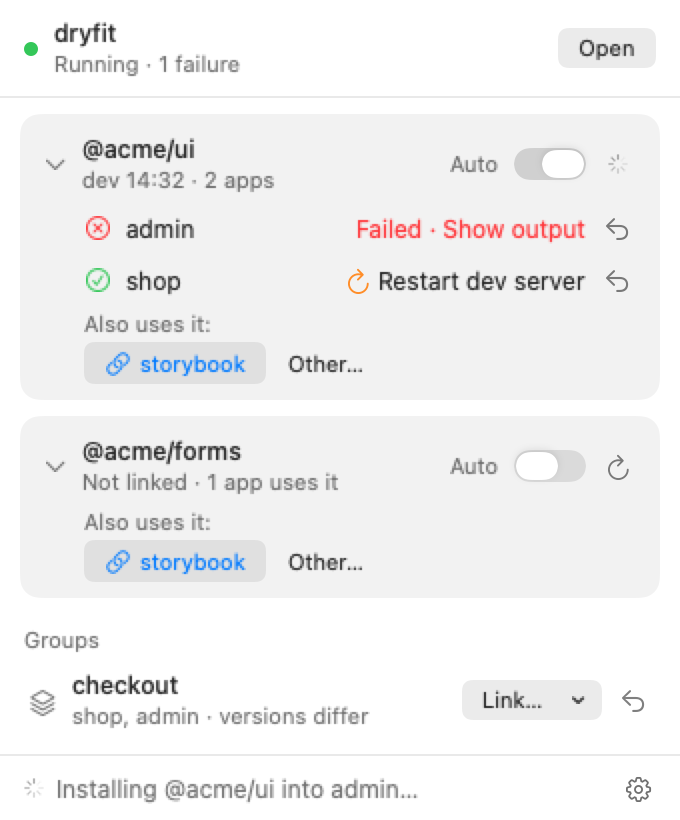 dryfit
Running · 1 failure
Open
@acme/ui
dev 14:32 · 2 apps
Auto
admin
Failed · Show output
shop
Restart dev server
Also uses it:
storybook
Other...
@acme/forms
Not linked · 1 app uses it
Auto
Also uses it:
storybook
Other...
Groups
checkout
shop, admin · versions differ
Link...
Installing @acme/ui into admin...